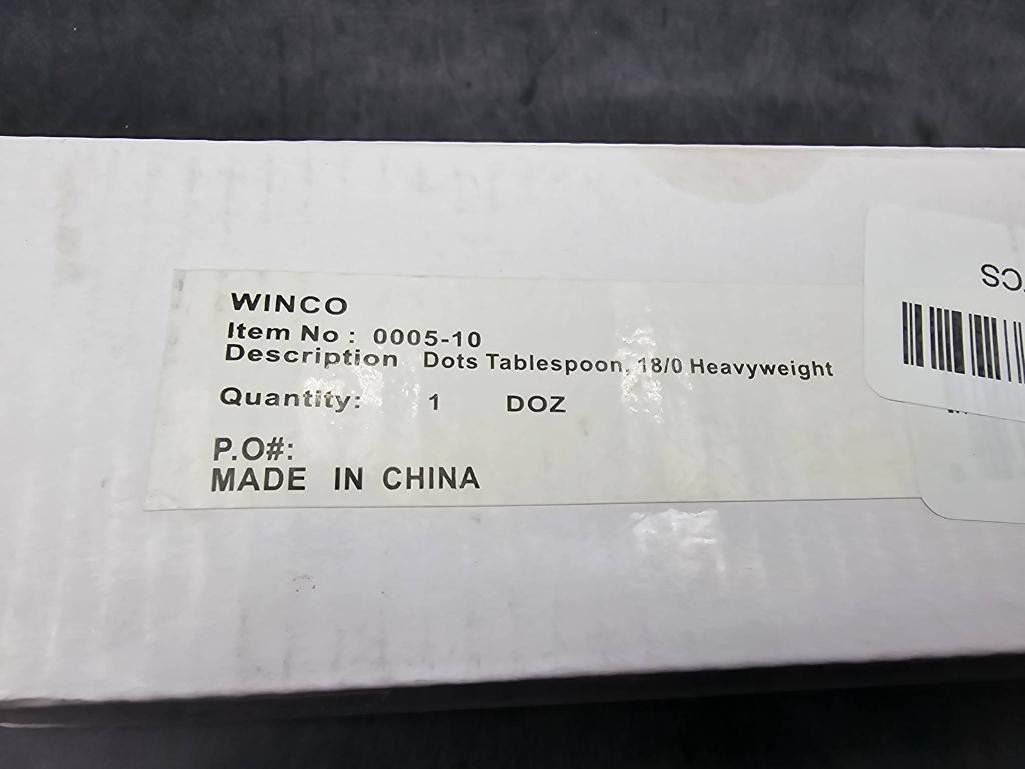 WINCO
Item No : 0005-10
Description Dots Tablespoon, 18/0 Heavyweight
Quantity: 1 DOZ
P.O#:
MADE IN CHINA